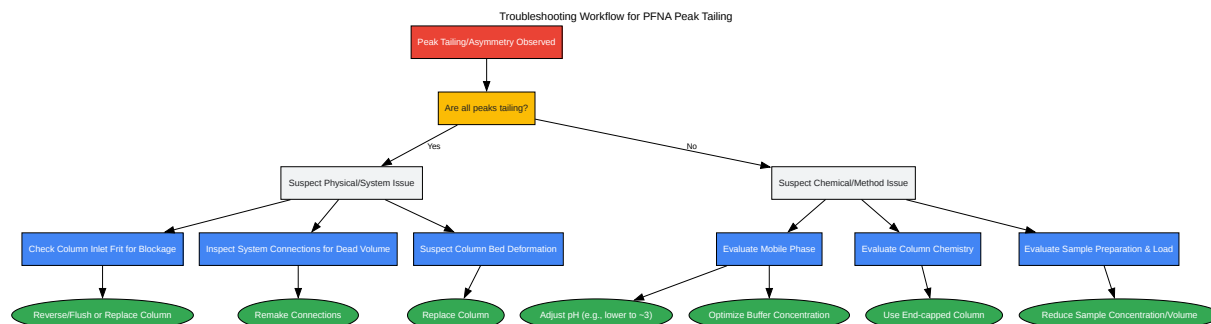 Troubleshooting Workflow for PFNA Peak Tailing
Peak Tailing/Asymmetry Observed
Are all peaks tailing?
Yes
No
Suspect Physical/System Issue
Suspect Chemical/Method Issue
Check Column Inlet Frit for Blockage
Inspect System Connections for Dead Volume
Suspect Column Bed Deformation
Evaluate Mobile Phase
Evaluate Column Chemistry
Evaluate Sample Preparation & Load
Reverse/Flush or Replace Column
Remake Connections
Replace Column
Adjust pH (e.g., lower to ~3)
Optimize Buffer Concentration
Use End-capped Column
Reduce Sample Concentration/Volume